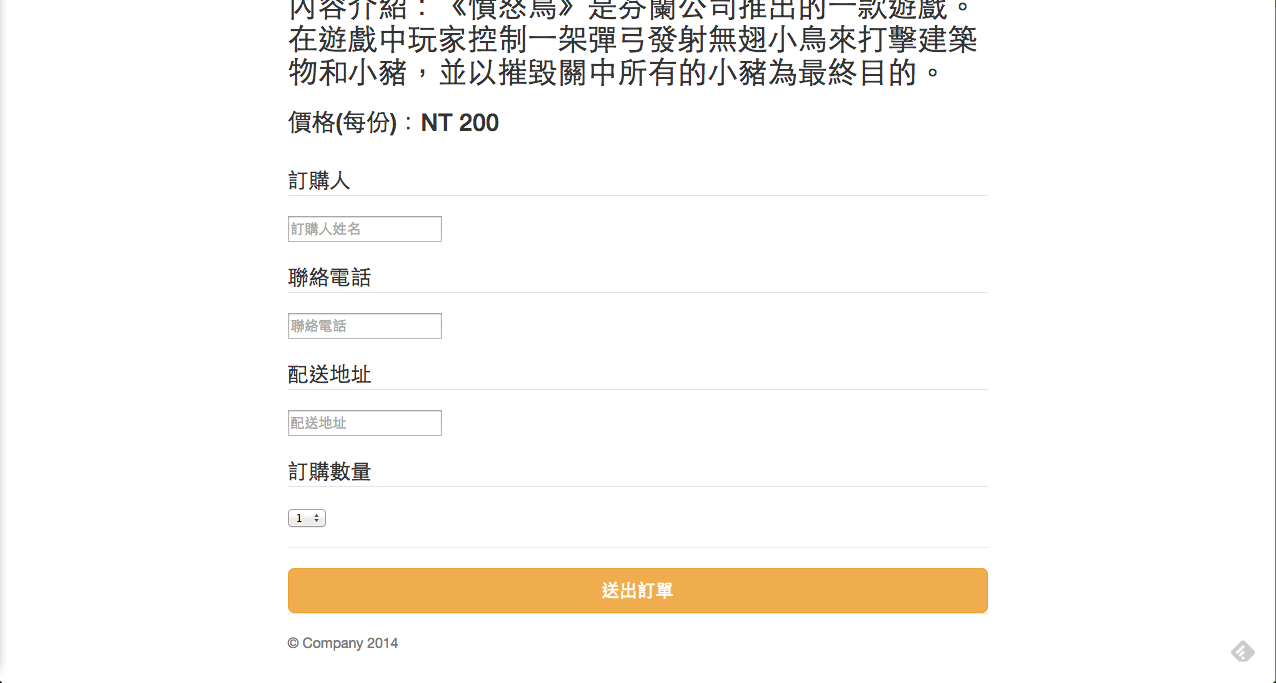 內容介紹：《憤怒鳥》是芬蘭公司推出的一款遊戲。
在遊戲中玩家控制一架彈弓發射無翅小鳥來打擊建築
物和小豬，並以摧毀關中所有的小豬為最終目的。
價格(每份)：NT 200
訂購人
訂購人姓名
聯絡電話
聯絡電話
配送地址
配送地址
訂購數量
1
送出訂單
© Company 2014